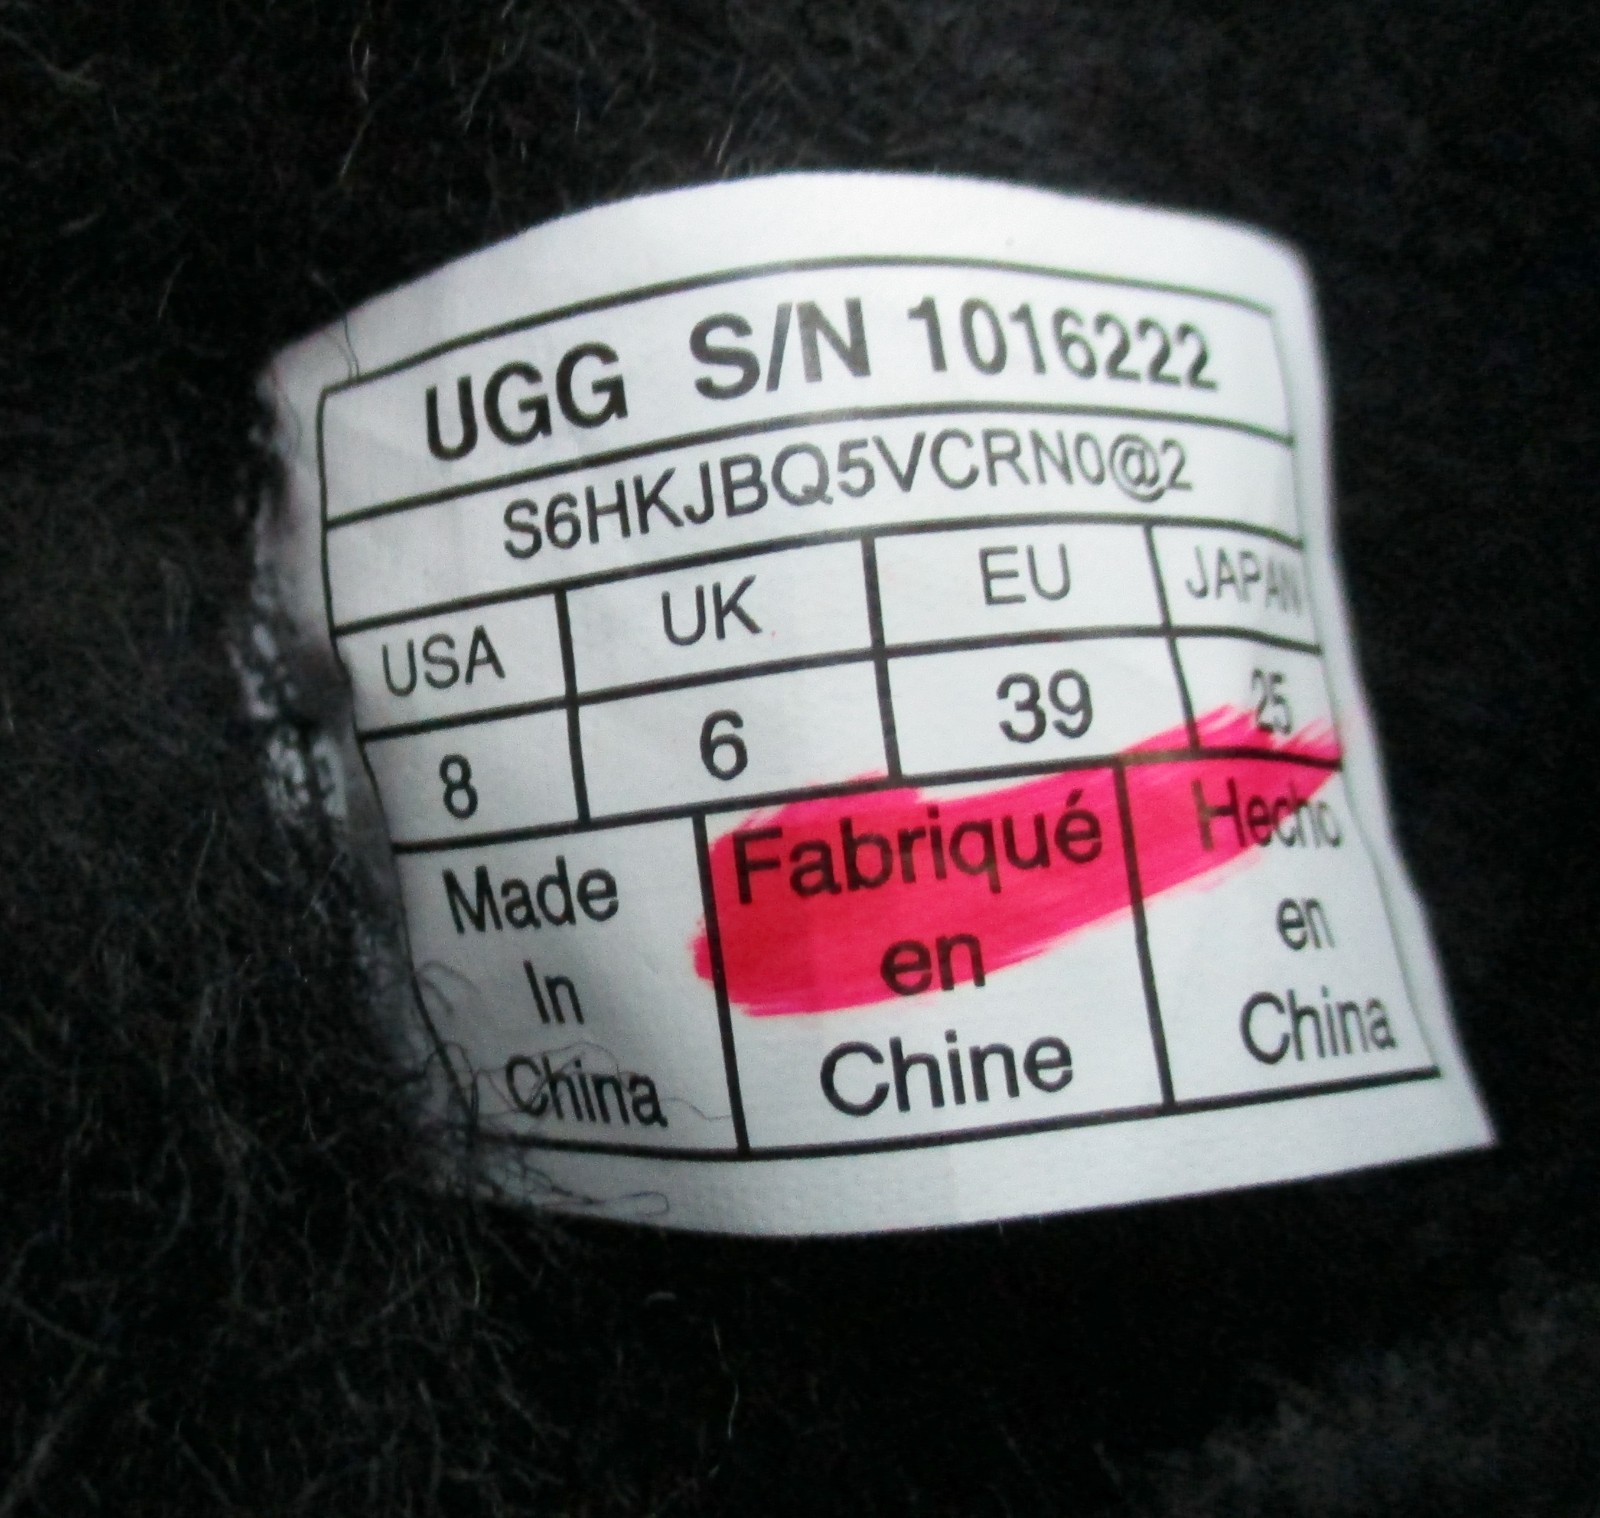 UGG S/N 1016222
S6HKJBQ5VCRN0@2
USA UK EU JAPAN
8 6 39 25
Made Fabriqué Hecho
In en en
China Chine China